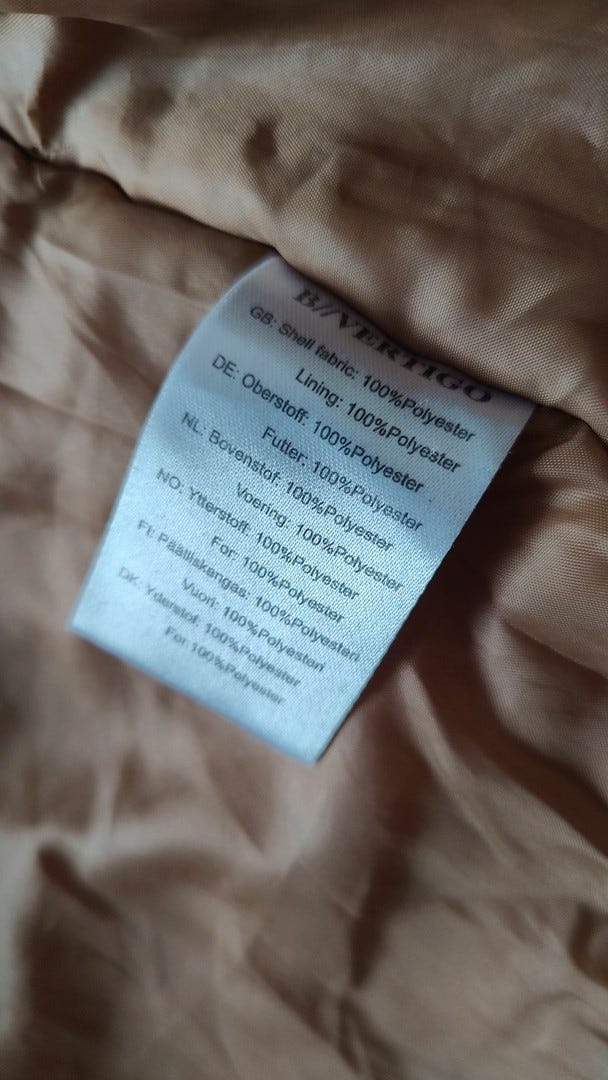 B//VERTIGO
GB: Shell fabric: 100%Polyester
Lining: 100%Polyester
DE: Oberstoff: 100%Polyester
Futter: 100%Polyester
NL: Bovenstof: 100%Polyester
Voering: 100%Polyester
NO: Ytterstoff: 100%Polyester
For: 100%Polyester
FI: Päälliskangas: 100%Polyesteri
Vuori: 100%Polyesteri
DK: Yderstof: 100%Polyester
For: 100%Polyester